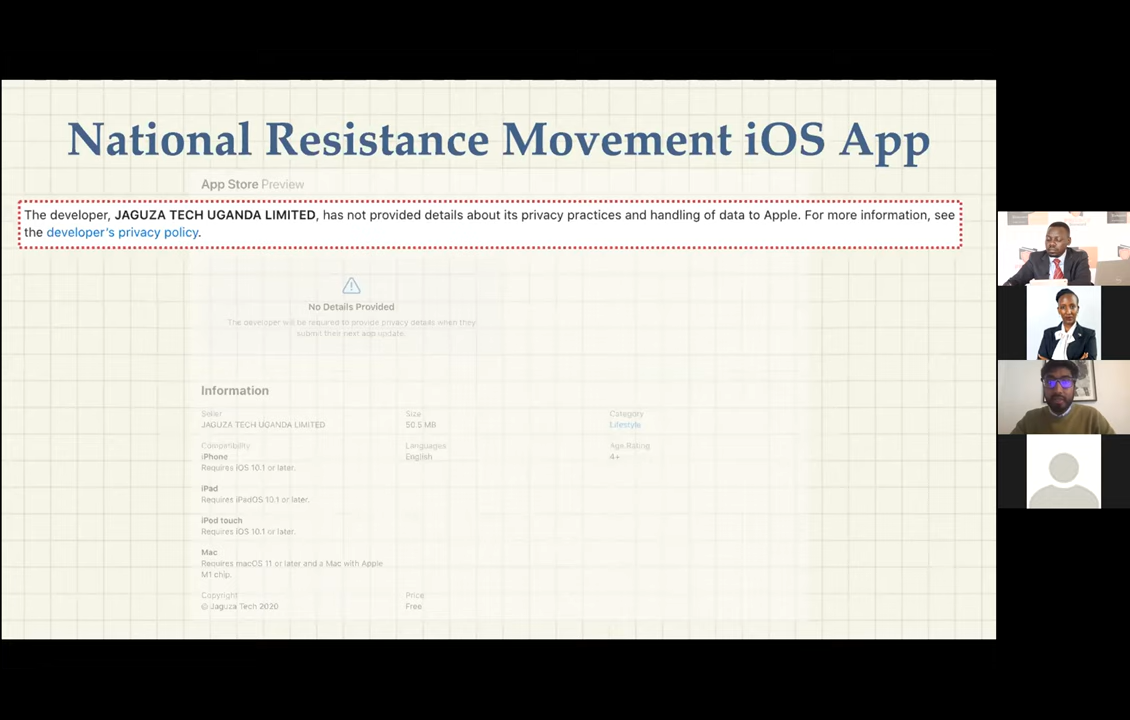 National Resistance Movement iOS App
App Store Preview
The developer, JAGUZA TECH UGANDA LIMITED, has not provided details about its privacy practices and handling of data to Apple. For more information, see
the developer's privacy policy.
No Details Provided
The developer will be required to provide privacy details when they
submit their next app update.
Information
Seller
JAGUZA TECH UGANDA LIMITED
Size
50.5 MB
Category
Lifestyle
Compatibility
iPhone
Requires iOS 10.1 or later.
Languages
English
Age Rating
4+
iPad
Requires iPadOS 10.1 or later.
iPod touch
Requires iOS 10.1 or later.
Mac
Requires macOS 11 or later and a Mac with Apple
M1 chip.
Copyright
© Jaguza Tech 2020
Price
Free